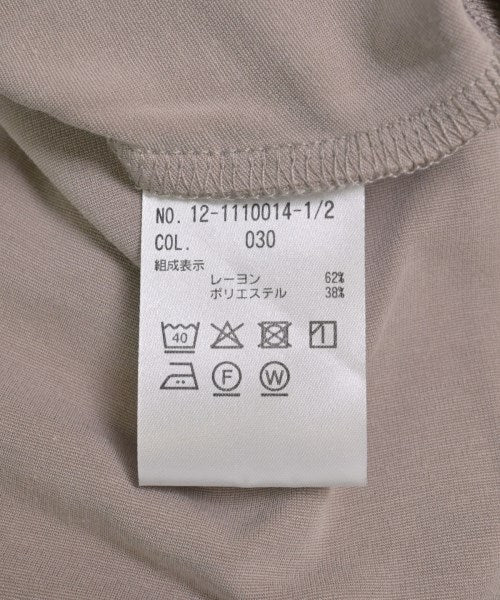 NO. 12-1110014-1/2
COL. 030
組成表示
レーヨン 62%
ポリエステル 38%
40
F W